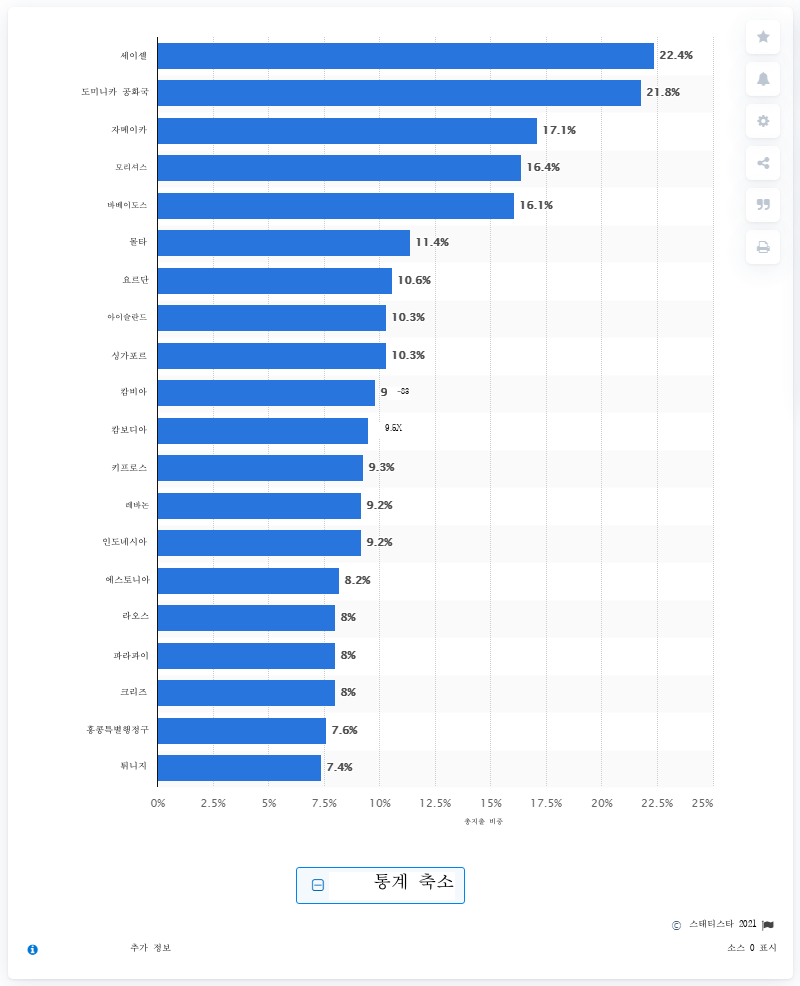 세이셸 22.4%
도미니카 공화국 21.8%
자메이카 17.1%
모리셔스 16.4%
바베이도스 16.1%
몰타 11.4%
요르단 10.6%
아이슬란드 10.3%
싱가포르 10.3%
캄비아 9
캄보디아 9.5%
키프로스 9.3%
레바논 9.2%
인도네시아 9.2%
에스토니아 8.2%
라오스 8%
파라과이 8%
크리즈 8%
홍콩특별행정구 7.6%
튀니지 7.4%
0% 2.5% 5% 7.5% 10% 12.5% 15% 17.5% 20% 22.5% 25%
총지출 비중
통계 축소
© 스태티스타 2021
추가 정보
소스 0 표시